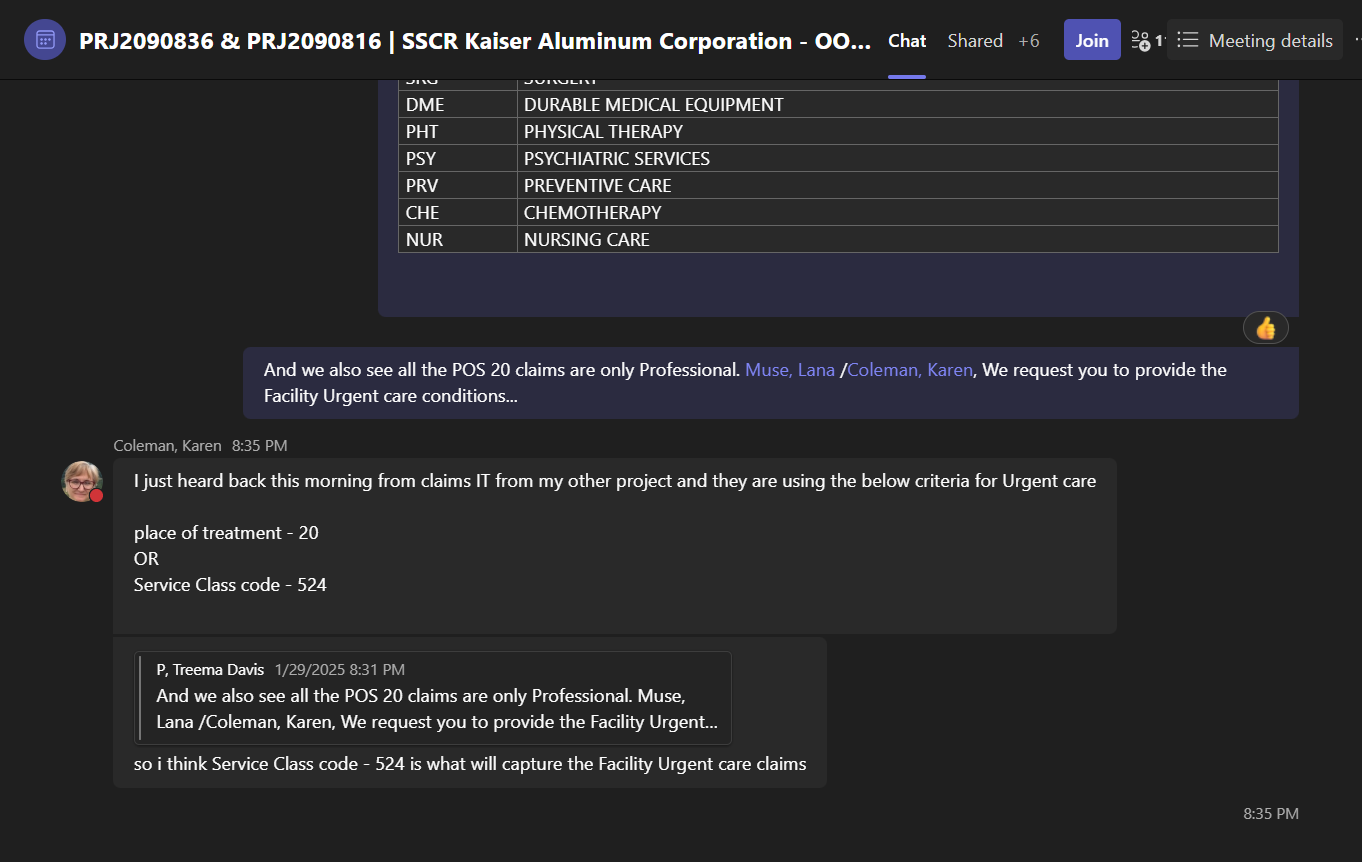 PRJ2090836 & PRJ2090816 | SSCR Kaiser Aluminum Corporation - OO...
Chat
Shared
+6
Join
1
Meeting details
SRG SURGERY
DME DURABLE MEDICAL EQUIPMENT
PHT PHYSICAL THERAPY
PSY PSYCHIATRIC SERVICES
PRV PREVENTIVE CARE
CHE CHEMOTHERAPY
NUR NURSING CARE
And we also see all the POS 20 claims are only Professional. Muse, Lana /Coleman, Karen, We request you to provide the
Facility Urgent care conditions...
Coleman, Karen 8:35 PM
I just heard back this morning from claims IT from my other project and they are using the below criteria for Urgent care
place of treatment - 20
OR
Service Class code - 524
P, Treema Davis 1/29/2025 8:31 PM
And we also see all the POS 20 claims are only Professional. Muse,
Lana /Coleman, Karen, We request you to provide the Facility Urgent...
so i think Service Class code - 524 is what will capture the Facility Urgent care claims
8:35 PM